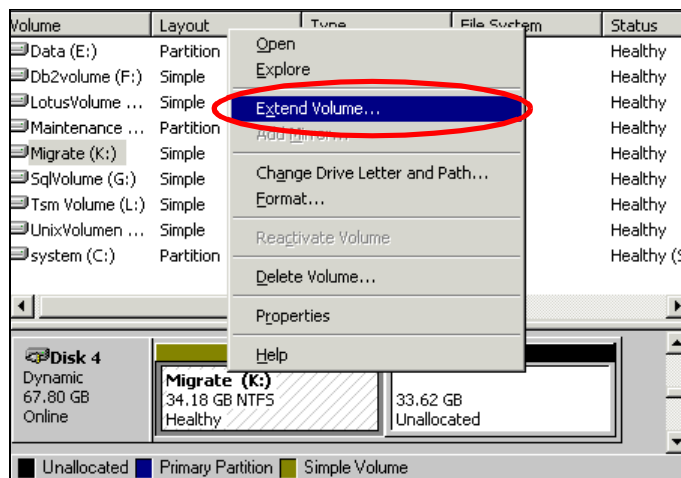 Volume Layout Type File System Status
Data (E:) Partition Healthy
Db2volume (F:) Simple Healthy
LotusVolume ... Simple Healthy
Maintenance ... Partition Healthy
Migrate (K:) Simple Healthy
SqlVolume (G:) Simple Healthy
Tsm Volume (L:) Simple Healthy
UnixVolumen ... Simple Healthy
system (C:) Partition Healthy (S
Open
Explore
Extend Volume...
Add Mirror...
Change Drive Letter and Path...
Format...
Reactivate Volume
Delete Volume...
Properties
Help
Disk 4
Dynamic
67.80 GB
Online
Migrate (K:)
34.18 GB NTFS
Healthy
33.62 GB
Unallocated
Unallocated Primary Partition Simple Volume